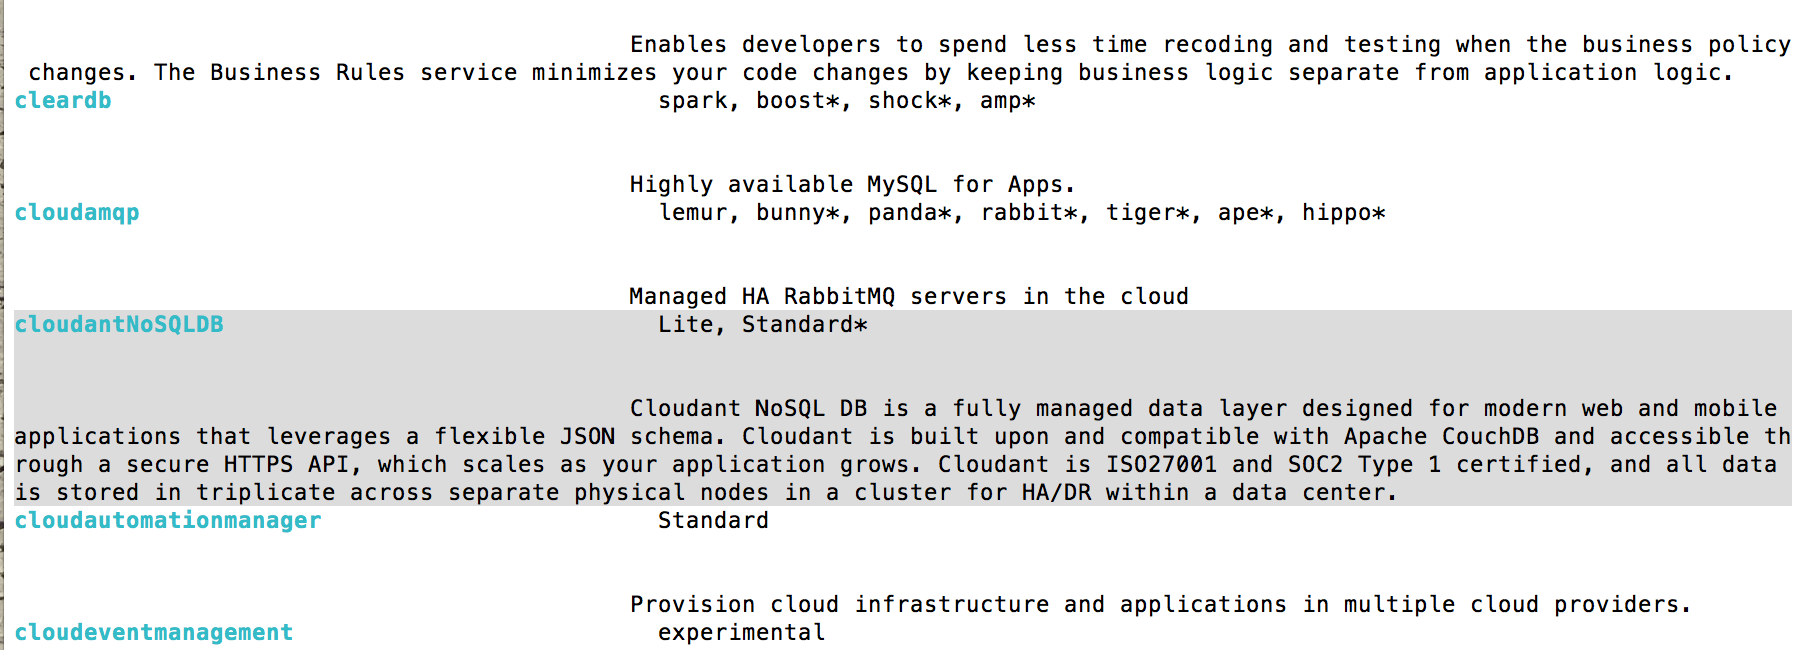 Enables developers to spend less time recoding and testing when the business policy
changes. The Business Rules service minimizes your code changes by keeping business logic separate from application logic.
cleardb spark, boost*, shock*, amp*
Highly available MySQL for Apps.
cloudamqp lemur, bunny*, panda*, rabbit*, tiger*, ape*, hippo*
Managed HA RabbitMQ servers in the cloud
cloudantNoSQLDB Lite, Standard*
Cloudant NoSQL DB is a fully managed data layer designed for modern web and mobile
applications that leverages a flexible JSON schema. Cloudant is built upon and compatible with Apache CouchDB and accessible th
rough a secure HTTPS API, which scales as your application grows. Cloudant is ISO27001 and SOC2 Type 1 certified, and all data
is stored in triplicate across separate physical nodes in a cluster for HA/DR within a data center.
cloudautomationmanager Standard
Provision cloud infrastructure and applications in multiple cloud providers.
cloudeventmanagement experimental